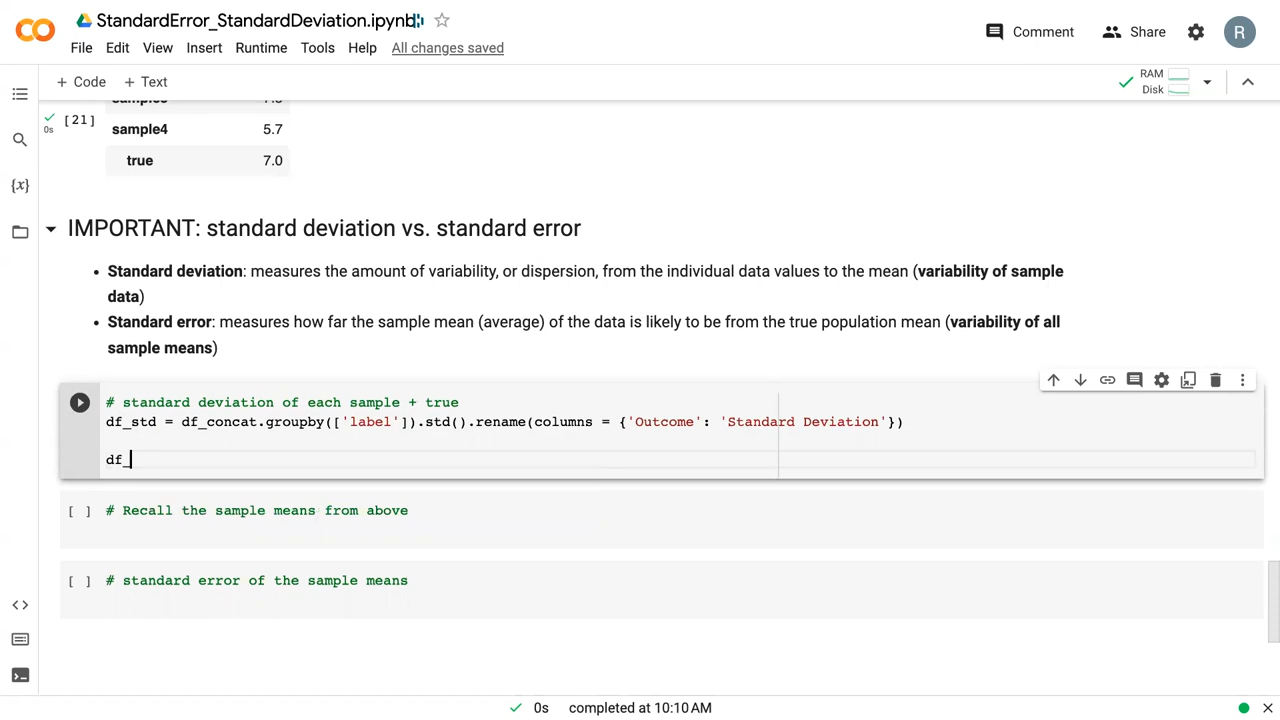 StandardError_StandardDeviation.ipynb
File Edit View Insert Runtime Tools Help All changes saved
Comment Share R
+ Code + Text
RAM
Disk
[21]
0s
sample4 5.7
true 7.0
IMPORTANT: standard deviation vs. standard error
• Standard deviation: measures the amount of variability, or dispersion, from the individual data values to the mean (variability of sample
data)
• Standard error: measures how far the sample mean (average) of the data is likely to be from the true population mean (variability of all
sample means)
# standard deviation of each sample + true
df_std = df_concat.groupby(['label']).std().rename(columns = {'Outcome': 'Standard Deviation'})
df_
[ ] # Recall the sample means from above
[ ] # standard error of the sample means
0s completed at 10:10 AM